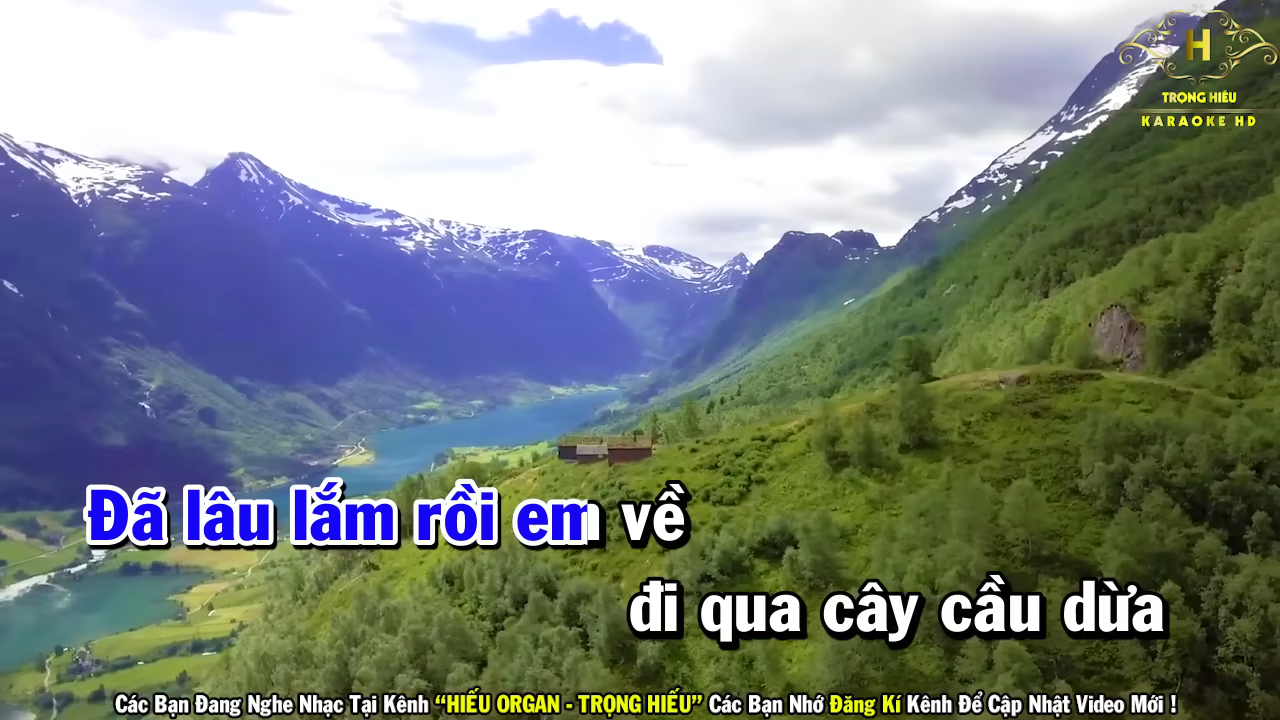 H
TRỌNG HIẾU
KARAOKE HD
Đã lâu lắm rồi em về
đi qua cây cầu dừa
Các Bạn Đang Nghe Nhạc Tại Kênh “HIẾU ORGAN - TRỌNG HIẾU” Các Bạn Nhớ Đăng Kí Kênh Để Cập Nhật Video Mới !